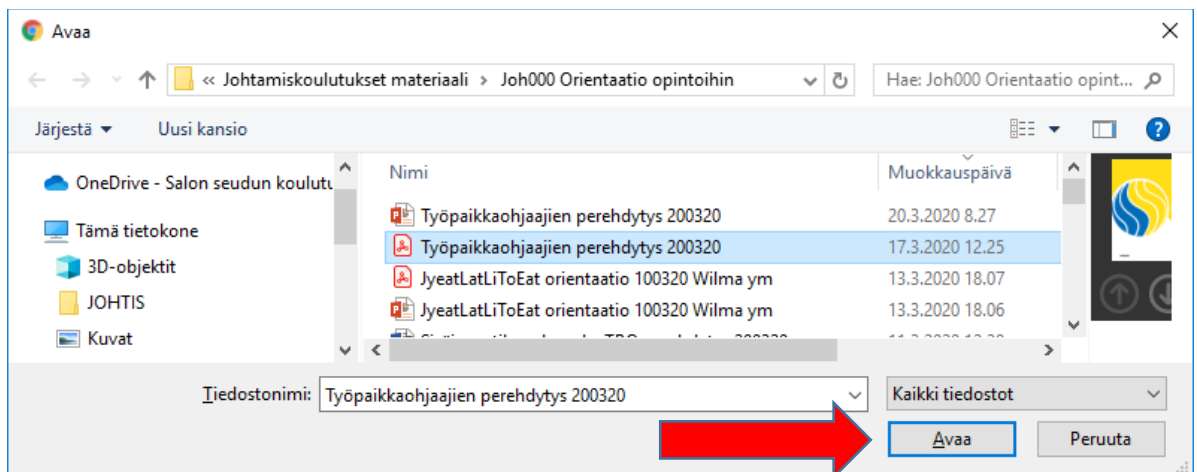 Avaa
« Johtamiskoulutukset materiaali › Joh000 Orientaatio opintoihin
Hae: Joh000 Orientaatio opint...
Järjestä
Uusi kansio
OneDrive - Salon seudun koulutu
Tämä tietokone
3D-objektit
JOHTIS
Kuvat
Nimi
Muokkauspäivä
Työpaikkaohjaajien perehdytys 200320
20.3.2020 8.27
Työpaikkaohjaajien perehdytys 200320
17.3.2020 12.25
JyeatLatLiToEat orientaatio 100320 Wilma ym
13.3.2020 18.07
JyeatLatLiToEat orientaatio 100320 Wilma ym
13.3.2020 18.06
Tiedostonimi:
Työpaikkaohjaajien perehdytys 200320
Kaikki tiedostot
Avaa
Peruuta